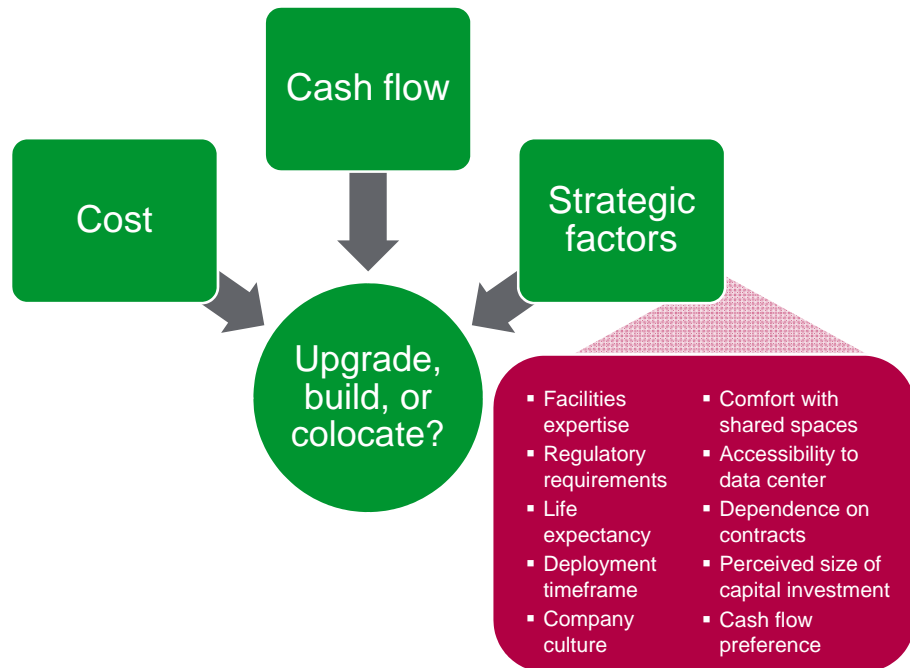 Cash flow
Cost
Strategic
factors
Upgrade,
build, or
colocate?
▪ Facilities
expertise
▪ Regulatory
requirements
▪ Life
expectancy
▪ Deployment
timeframe
▪ Company
culture
▪ Comfort with
shared spaces
▪ Accessibility to
data center
▪ Dependence on
contracts
▪ Perceived size of
capital investment
▪ Cash flow
preference